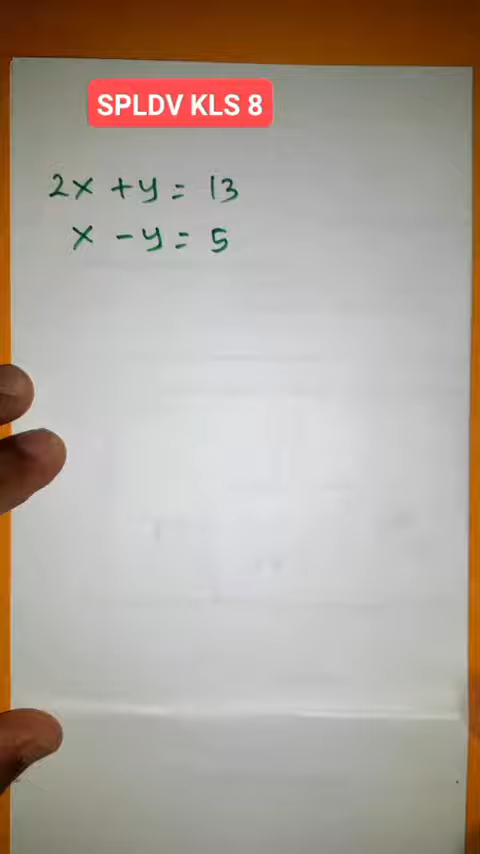 SPLDV KLS 8
2x + y = 13
x - y = 5